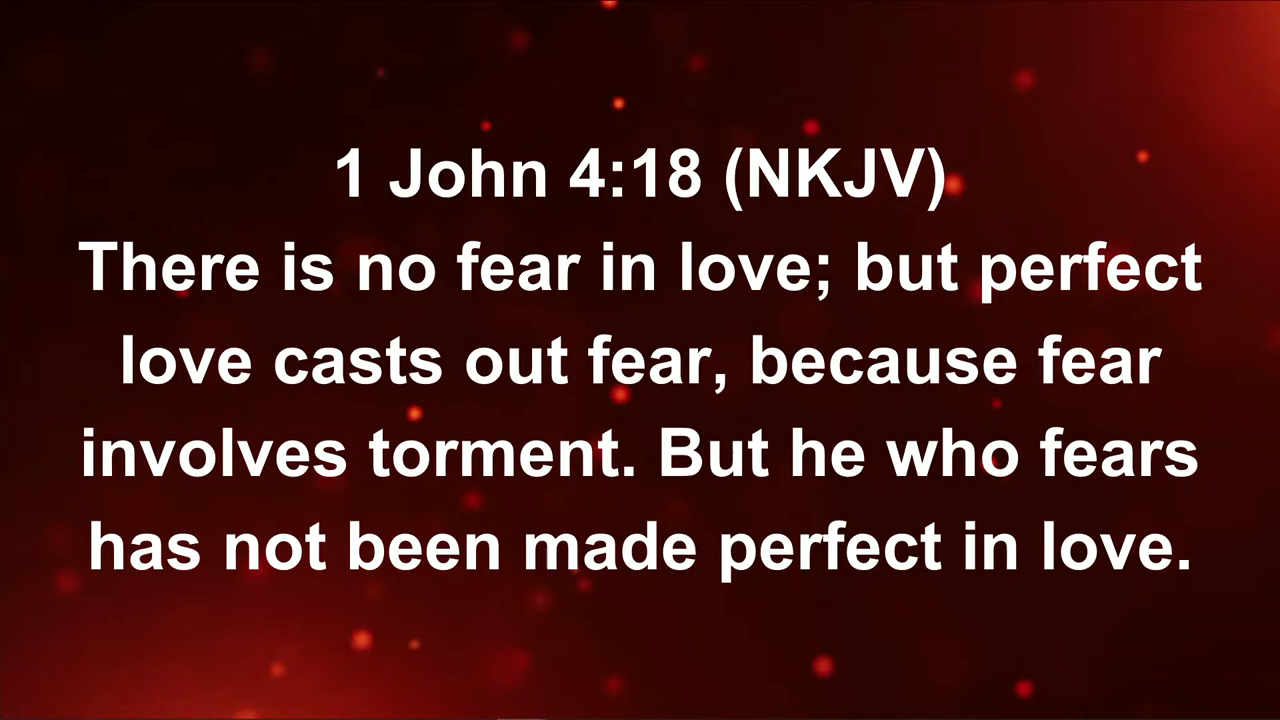 1 John 4:18 (NKJV)
There is no fear in love; but perfect
love casts out fear, because fear
involves torment. But he who fears
has not been made perfect in love.